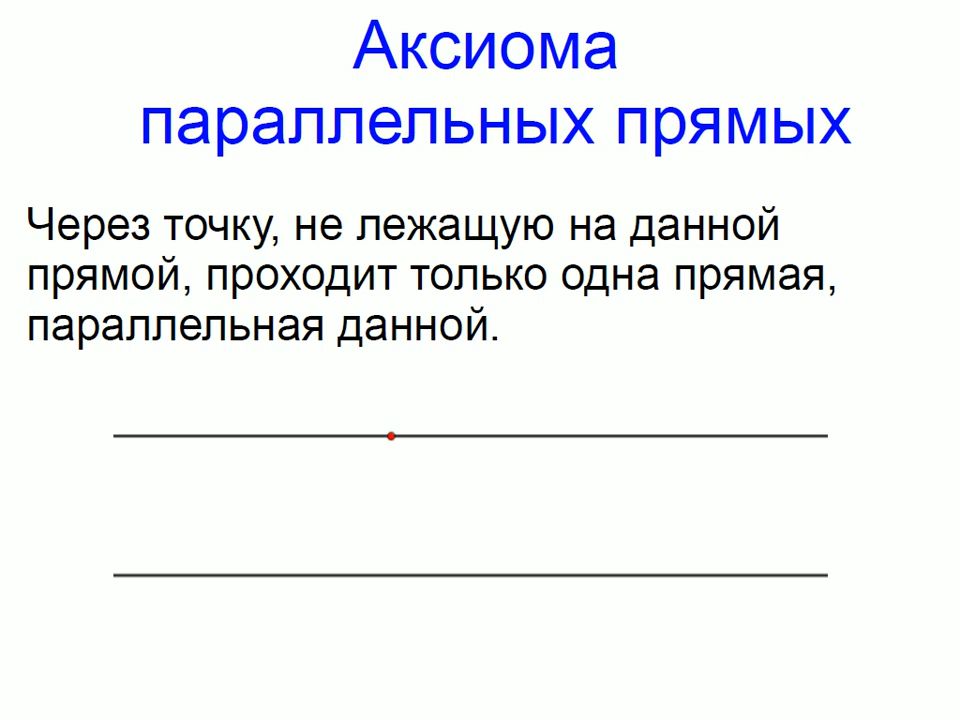 Аксиома
параллельных прямых
Через точку, не лежащую на данной
прямой, проходит только одна прямая,
параллельная данной.